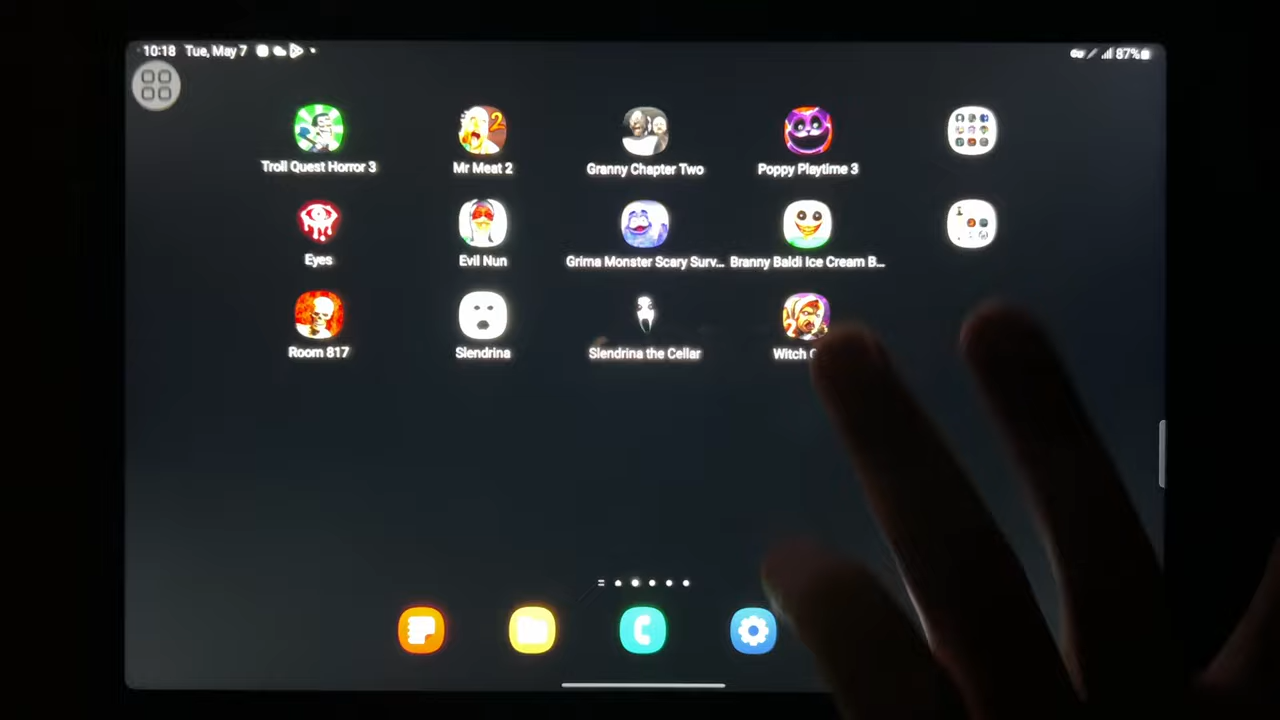 10:18 Tue, May 7
87%
Troll Quest Horror 3
Mr Meat 2
Granny Chapter Two
Poppy Playtime 3
Eyes
Evil Nun
Grima Monster Scary Surv...
Branny Baldi Ice Cream B...
Room 817
Slendrina
Slendrina the Cellar
Witch